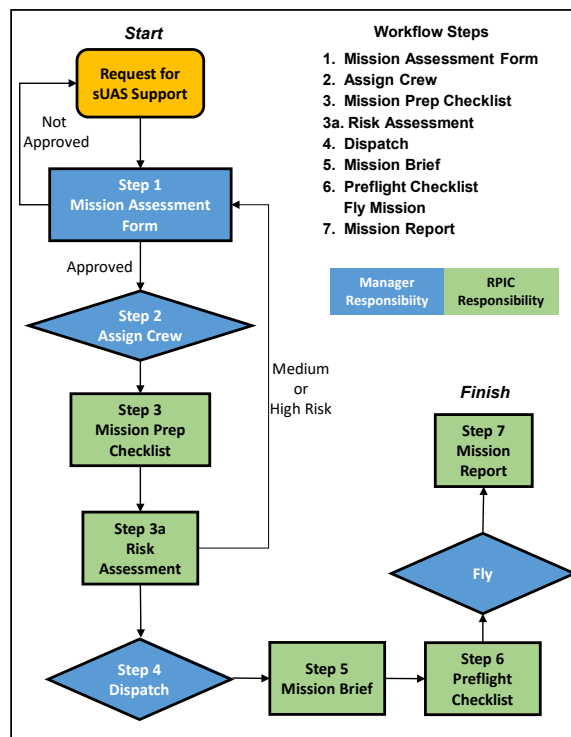 Start
Request for
sUAS Support
Not
Approved
Step 1
Mission Assessment
Form
Approved
Step 2
Assign Crew
Medium
or
High Risk
Step 3
Mission Prep
Checklist
Step 3a
Risk
Assessment
Step 4
Dispatch
Step 5
Mission Brief
Step 6
Preflight
Checklist
Fly
Finish
Step 7
Mission
Report
Workflow Steps
1. Mission Assessment Form
2. Assign Crew
3. Mission Prep Checklist
3a. Risk Assessment
4. Dispatch
5. Mission Brief
6. Preflight Checklist
Fly Mission
7. Mission Report
Manager
Responsibiity
RPIC
Responsibility